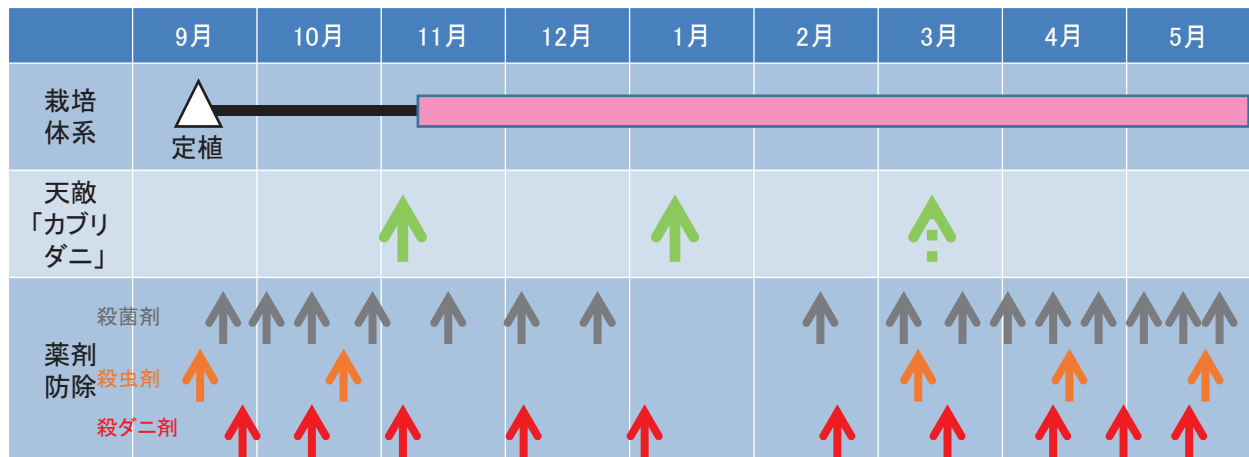 9月 10月 11月 12月 1月 2月 3月 4月 5月
栽培
体系
定植
天敵
「カブリ
ダニ」
殺菌剤
薬剤
防除
殺虫剤
殺ダニ剤